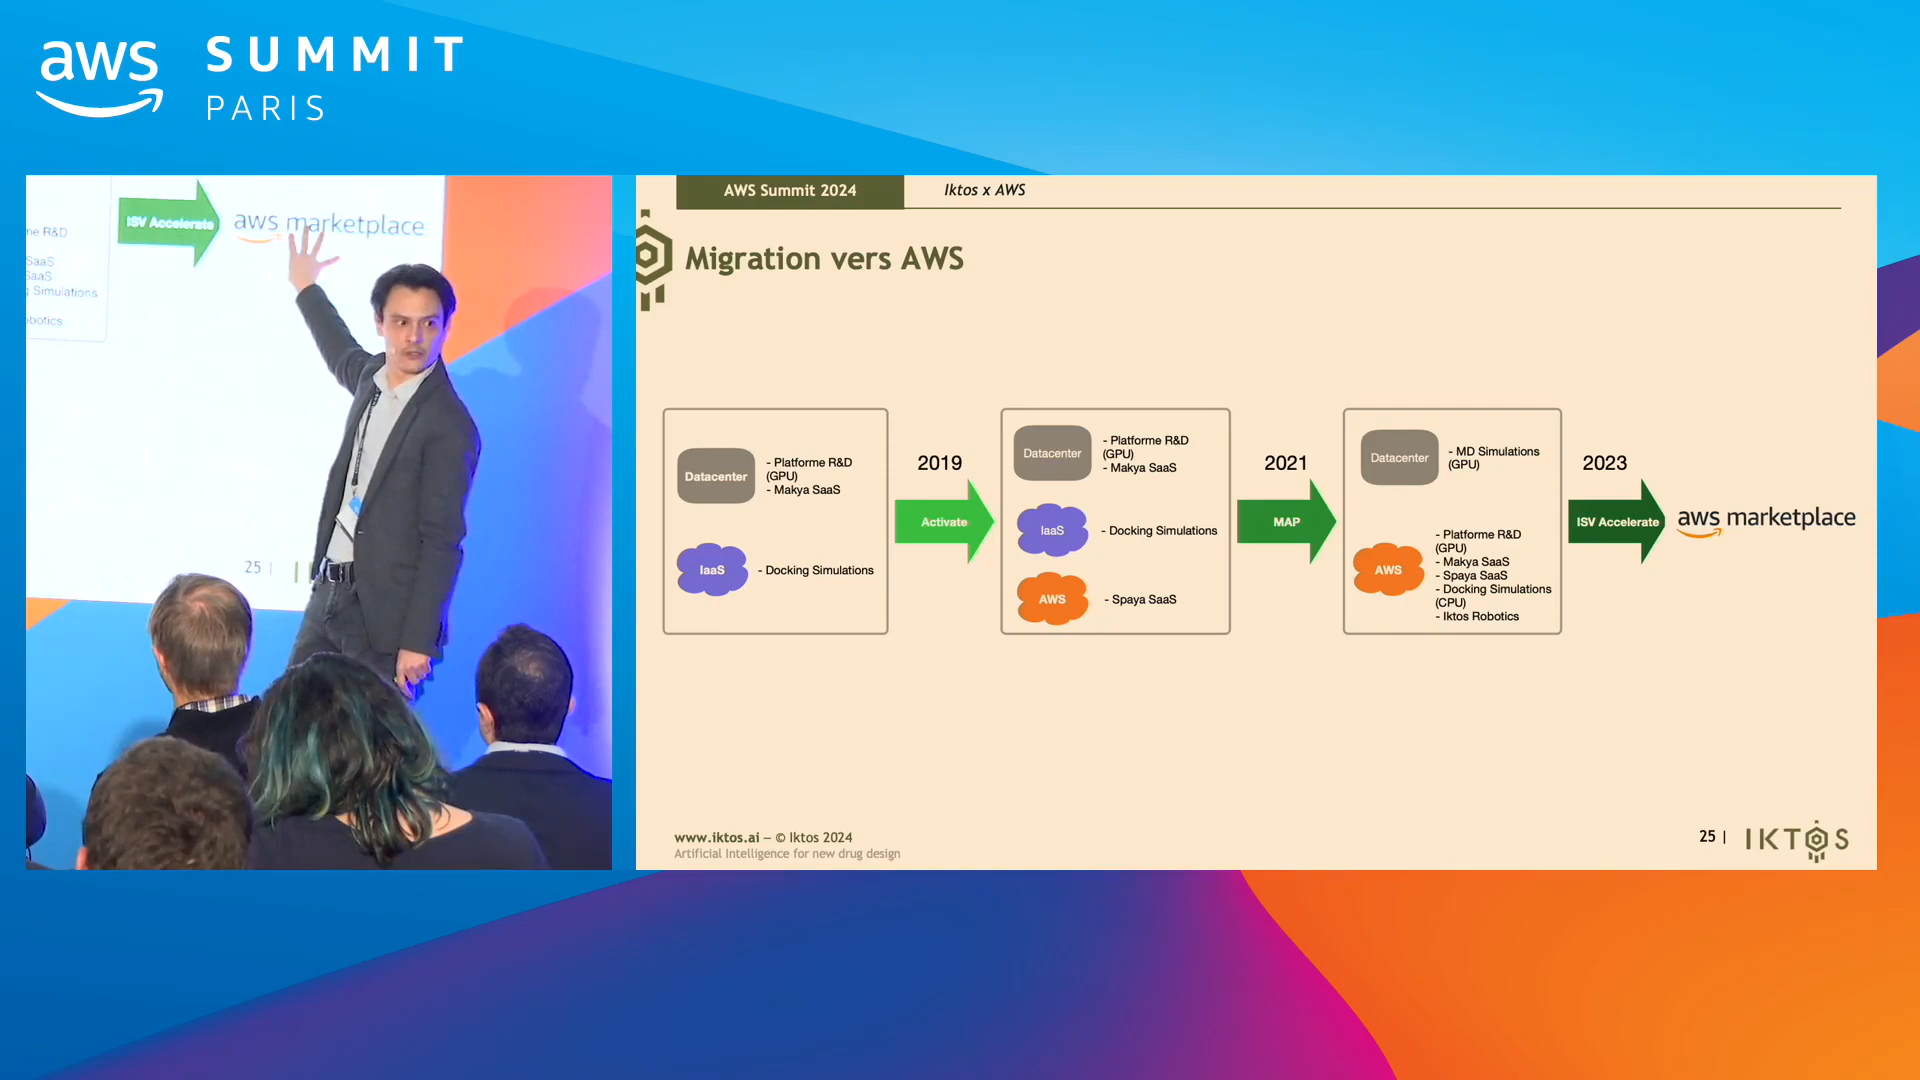 aws SUMMIT
PARIS
ISV Accelerate
aws marketplace
ne R&D
SaaS
SaaS
Simulations
botics
25 |
AWS Summit 2024
Iktos x AWS
Migration vers AWS
Datacenter
- Platforme R&D
(GPU)
- Makya SaaS
IaaS
- Docking Simulations
2019
Activate
Datacenter
- Platforme R&D
(GPU)
- Makya SaaS
IaaS
- Docking Simulations
AWS
- Spaya SaaS
2021
MAP
Datacenter
- MD Simulations
(GPU)
AWS
- Platforme R&D
(GPU)
- Makya SaaS
- Spaya SaaS
- Docking Simulations
(CPU)
- Iktos Robotics
2023
ISV Accelerate
aws marketplace
www.iktos.ai – © Iktos 2024
Artificial Intelligence for new drug design
25 |
IKTOS